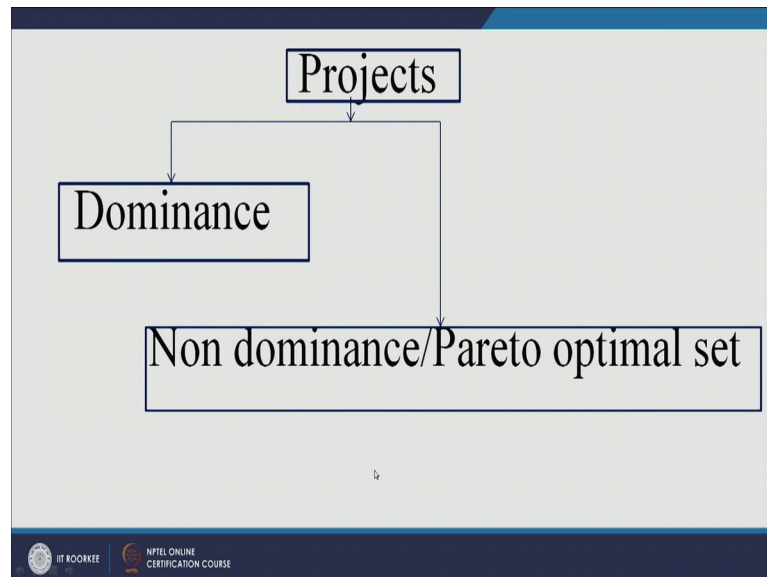 Projects
Dominance
Non dominance/Pareto optimal set
IIT ROORKEE
NPTEL ONLINE
CERTIFICATION COURSE